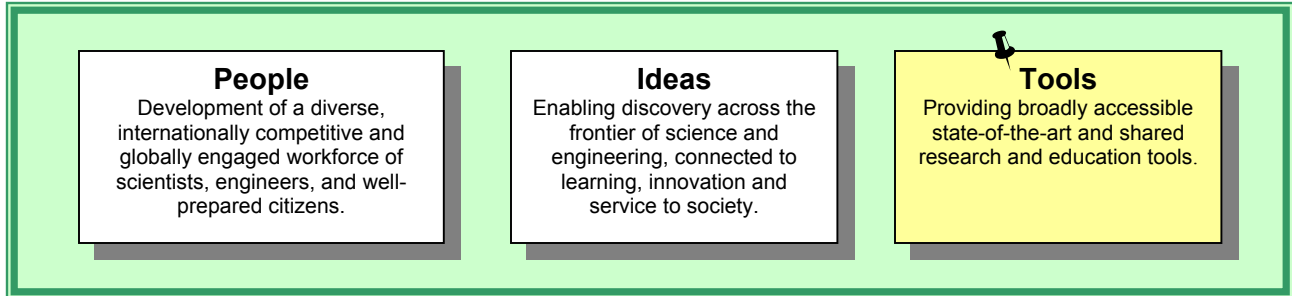 People
Development of a diverse,
internationally competitive and
globally engaged workforce of
scientists, engineers, and well-
prepared citizens.
Ideas
Enabling discovery across the
frontier of science and
engineering, connected to
learning, innovation and
service to society.
Tools
Providing broadly accessible
state-of-the-art and shared
research and education tools.